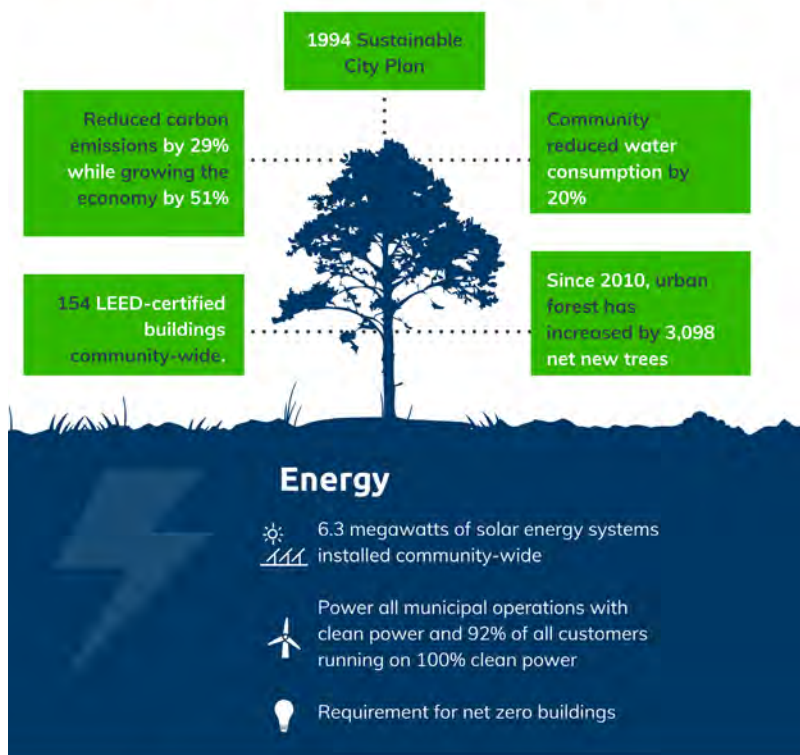 1994 Sustainable
City Plan
Reduced carbon
emissions by 29%
while growing the
economy by 51%
Community
reduced water
consumption by
20%
154 LEED-certified
buildings
community-wide.
Since 2010, urban
forest has
increased by 3,098
net new trees
Energy
6.3 megawatts of solar energy systems
installed community-wide
Power all municipal operations with
clean power and 92% of all customers
running on 100% clean power
Requirement for net zero buildings